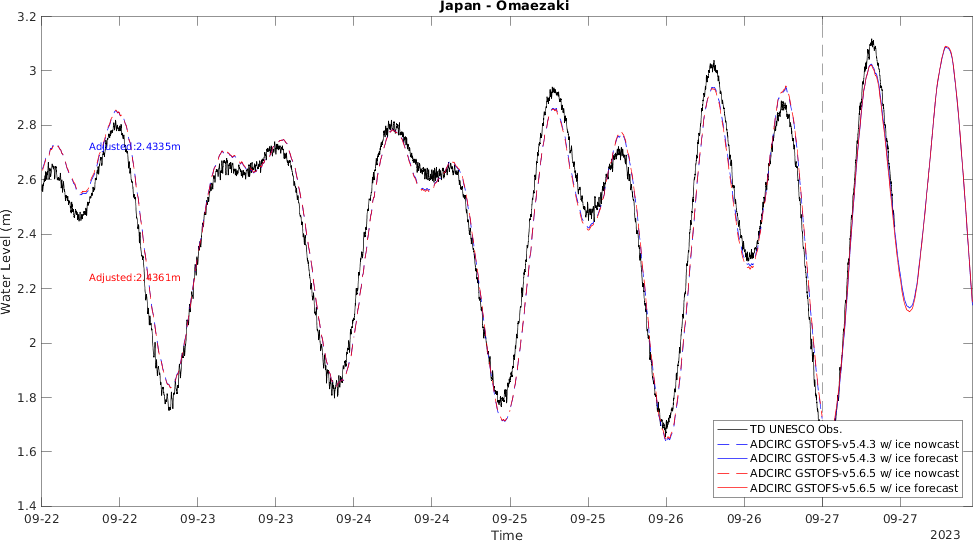 Japan - Omaezaki
3.2
3
2.8
2.6
2.4
2.2
2
1.8
1.6
1.4
Water Level (m)
Adjusted:2.4335m
Adjusted:2.4361m
TD UNESCO Obs.
ADCIRC GSTOFS-v5.4.3 w/ ice nowcast
ADCIRC GSTOFS-v5.4.3 w/ ice forecast
ADCIRC GSTOFS-v5.6.5 w/ ice nowcast
ADCIRC GSTOFS-v5.6.5 w/ ice forecast
09-22 09-22 09-23 09-23 09-24 09-24 09-25 09-25 09-26 09-26 09-27 09-27
Time
2023